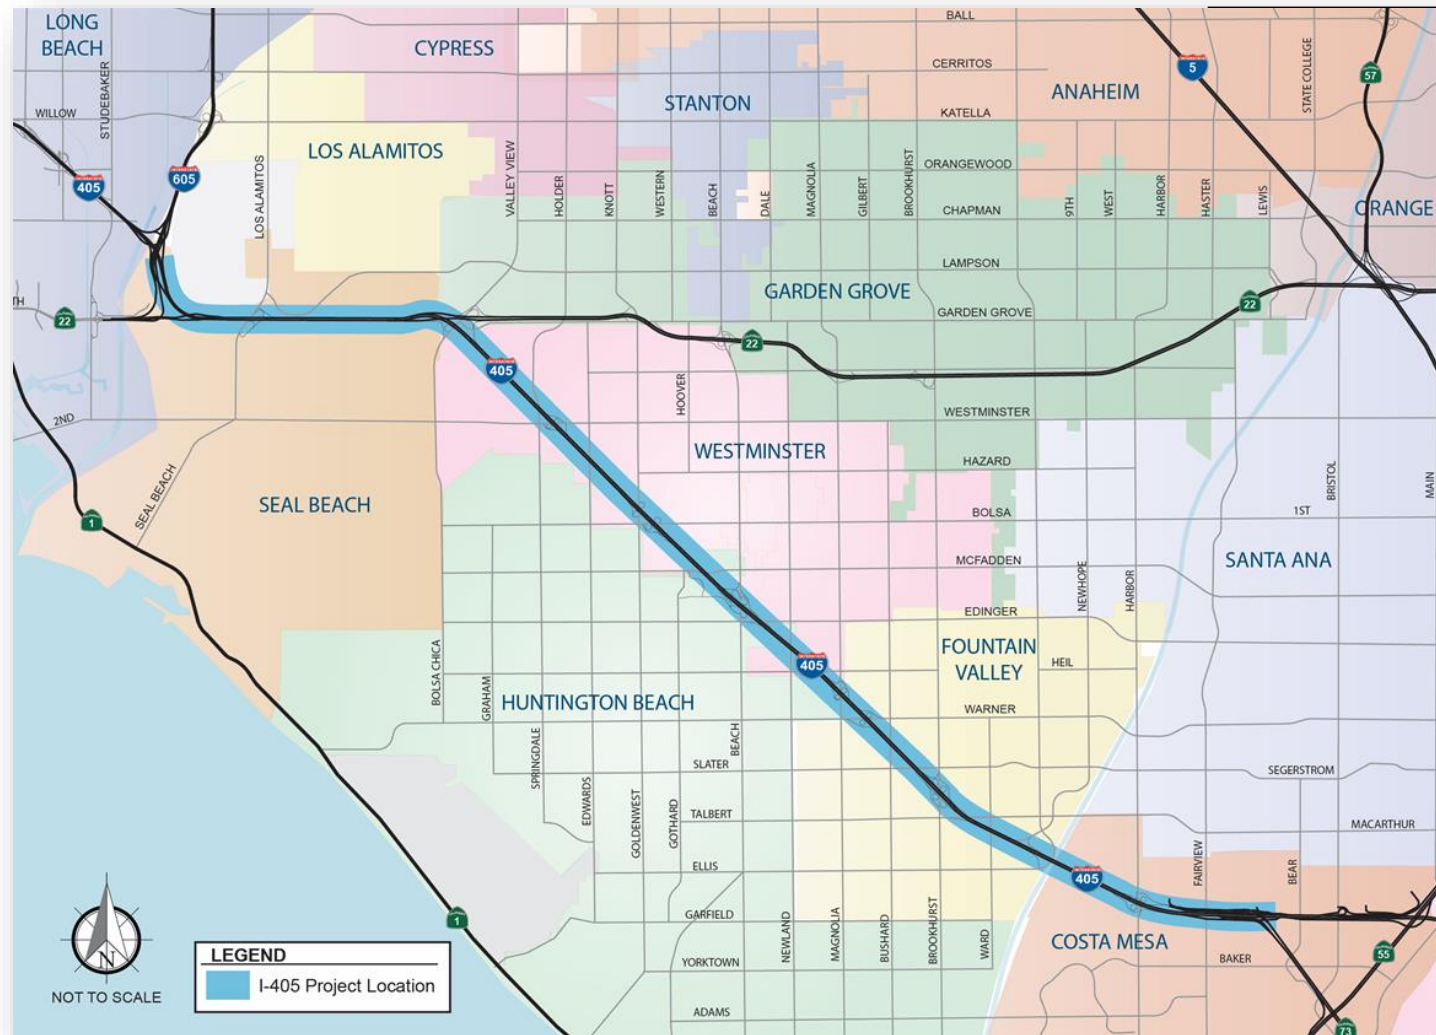 LONG
BEACH
CYPRESS
BALL
CERRITOS
STANTON
ANAHEIM
KATELLA
STATE COLLEGE
5
57
WILLOW
STUDEBAKER
LOS ALAMITOS
ORANGEWOOD
405
605
LOS ALAMITOS
VALLEY VIEW
HOLDER
KNOTT
WESTERN
BEACH
DALE
MAGNOLIA
GILBERT
BROOKHURST
CHAPMAN
9TH
WEST
HARBOR
HASTER
LEWIS
ORANGE
LAMPSON
GARDEN GROVE
GARDEN GROVE
TH
22
22
22
405
HOOVER
2ND
WESTMINSTER
WESTMINSTER
HAZARD
SEAL BEACH
SEAL BEACH
1
BOLSA
1ST
BRISTOL
MAIN
MCFADDEN
SANTA ANA
NEWHOPE
HARBOR
EDINGER
FOUNTAIN
VALLEY
HEIL
405
BOLSA CHICA
GRAHAM
HUNTINGTON BEACH
WARNER
SPRINGDALE
BEACH
SLATER
SEGERSTROM
EDWARDS
GOLDENWEST
GOTHARD
TALBERT
MACARTHUR
ELLIS
405
FAIRVIEW
BEAR
1
GARFIELD
NEWLAND
MAGNOLIA
BUSHARD
BROOKHURST
WARD
COSTA MESA
YORKTOWN
BAKER
55
ADAMS
73
N
NOT TO SCALE
LEGEND
I-405 Project Location